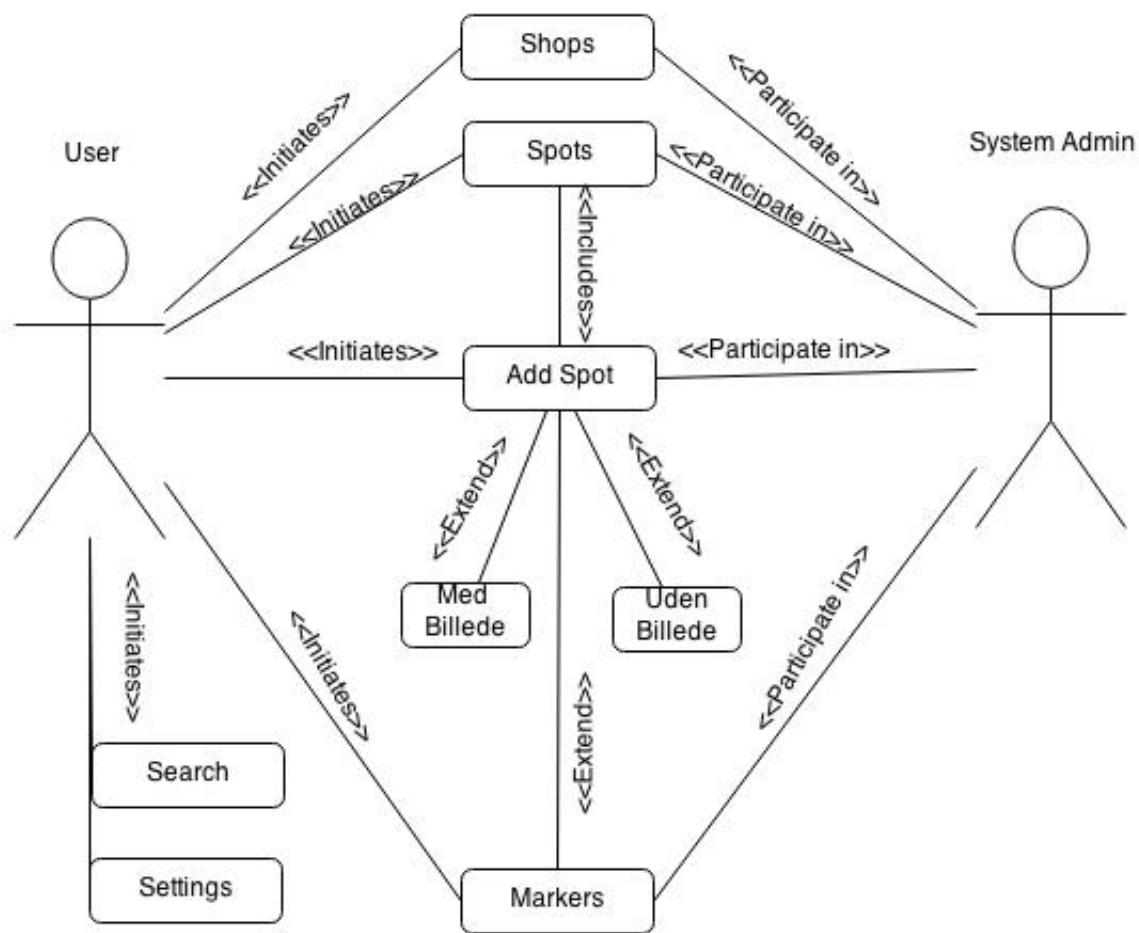 Shops
<<Initiates>>
<<Participate in>>
User
Spots
System Admin
<<Initiates>>
<<Participate in>>
<<Includes>>
<<Initiates>>
Add Spot
<<Participate in>>
<<Extend>>
<<Extend>>
Med
Billede
Uden
Billede
<<Initiates>>
<<Initiates>>
<<Extend>>
<<Participate in>>
Search
Settings
Markers